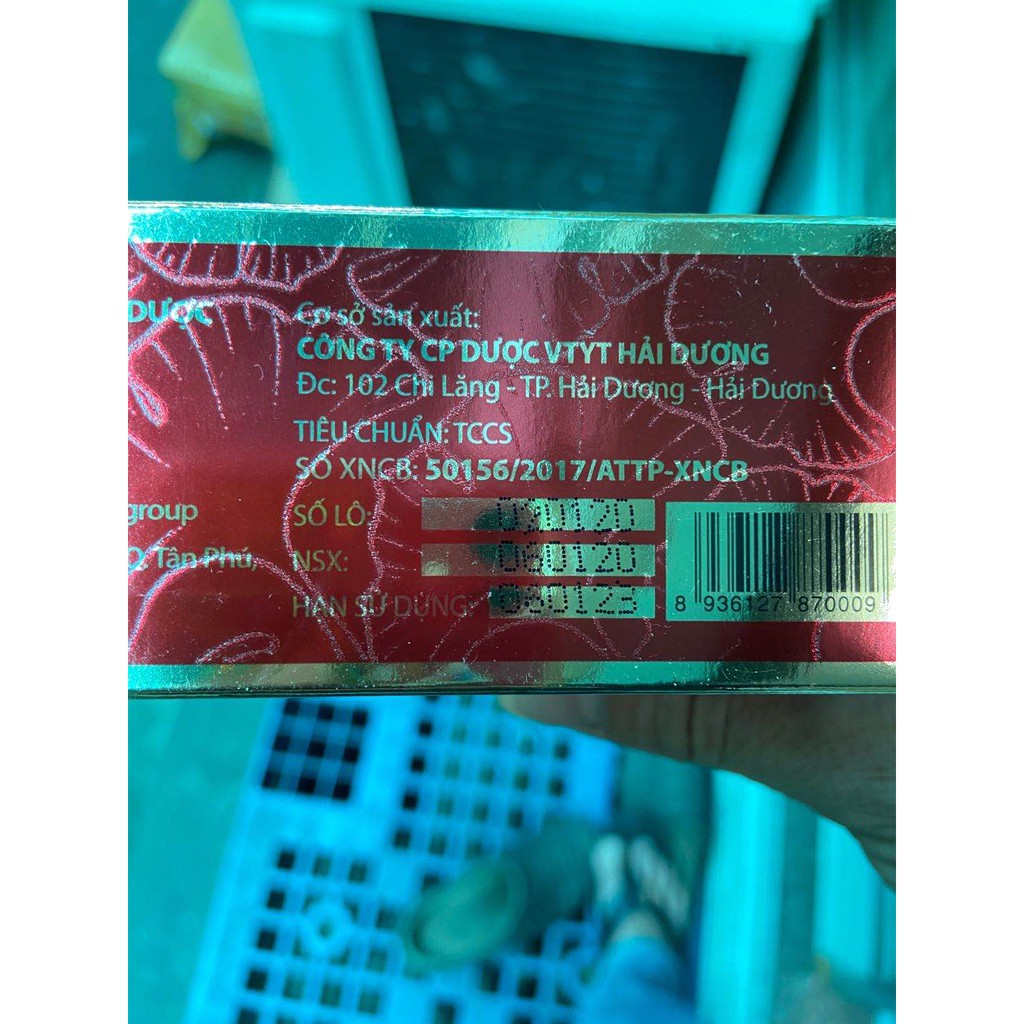 DƯỢC
Cơ sở sản xuất:
CÔNG TY CP DƯỢC VTYT HẢI DƯƠNG
Đc: 102 Chi Lăng - TP. Hải Dương - Hải Dương
TIÊU CHUẨN: TCCS
SỐ XNCB: 50156/2017/ATTP-XNCB
group
SỐ LÔ:
Q. Tân Phú,
NSX: 080120
HẠN SỬ DỤNG: 080123
8 936127 870009